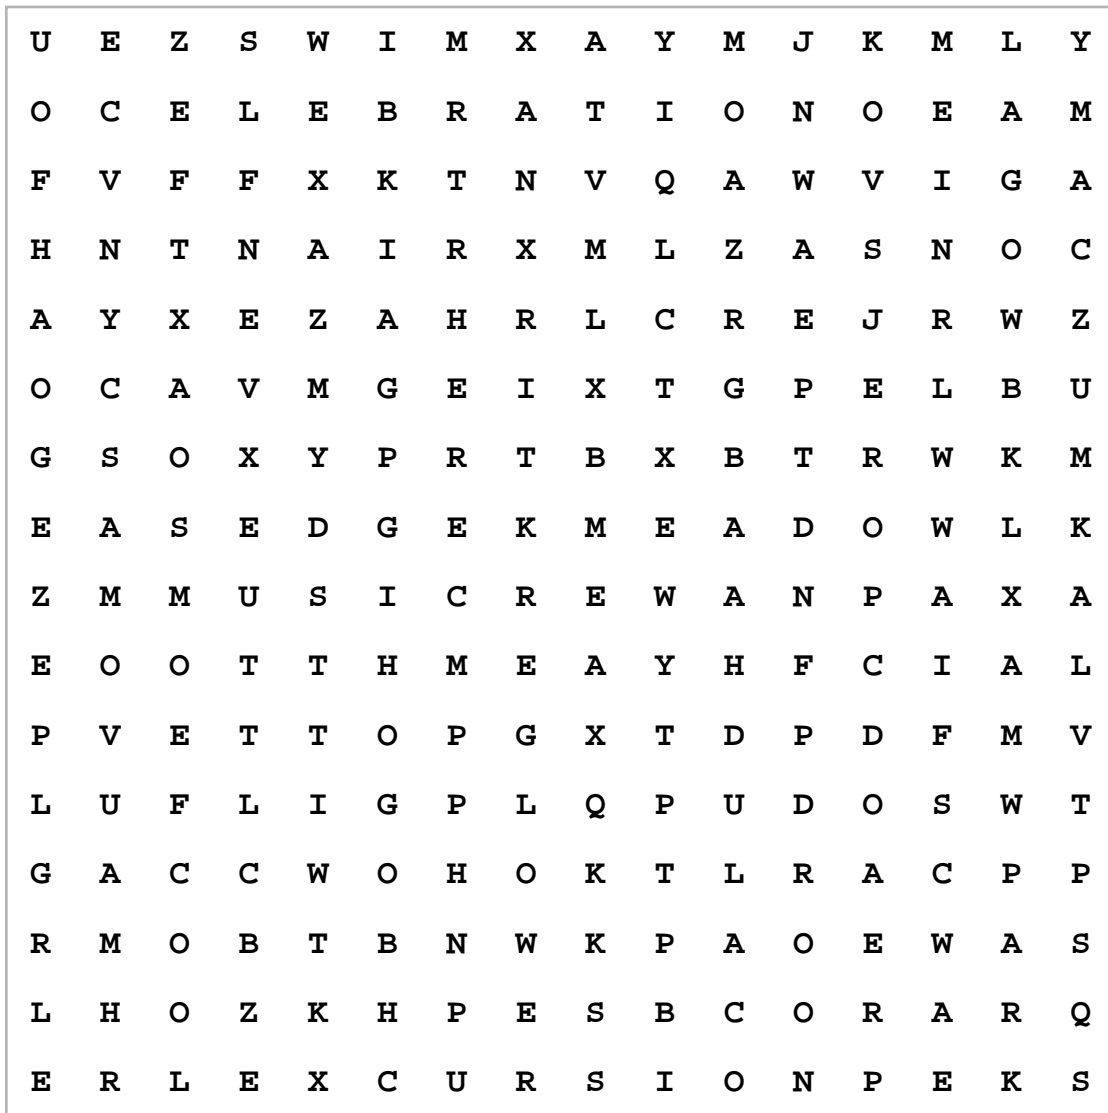 U E Z S W I M X A Y M J K M L Y
O C E L E B R A T I O N O E A M
F V F F X K T N V Q A W V I G A
H N T N A I R X M L Z A S N O C
A Y X E Z A H R L C R E J R W Z
O C A V M G E I X T G P E L B U
G S O X Y P R T B X B T R W K M
E A S E D G E K M E A D O W L K
Z M M U S I C R E W A N P A X A
E O O T T H M E A Y H F C I A L
P V E T T O P G X T D P D F M V
L U F L I G P L Q P U D O S W T
G A C C W O H O K T L R A C P P
R M O B T B N W K P A O E W A S
L H O Z K H P E S B C O R A R Q
E R L E X C U R S I O N P E K S